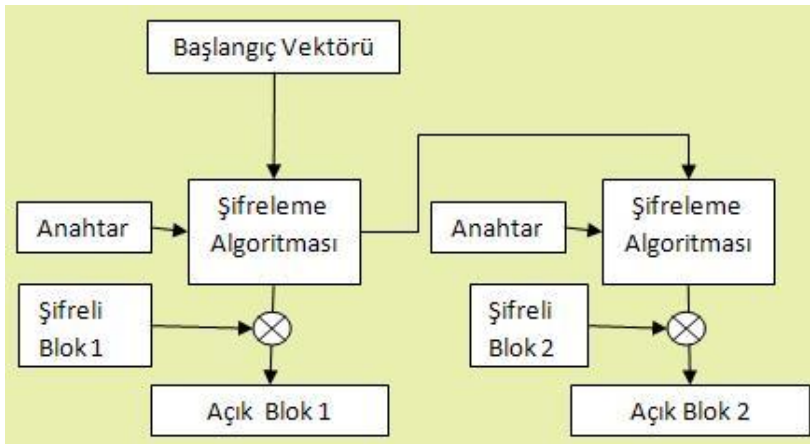 Başlangıç Vektörü
Anahtar
Şifreleme
Algoritması
Anahtar
Şifreleme
Algoritması
Şifreli
Blok 1
Şifreli
Blok 2
Açık Blok 1
Açık Blok 2